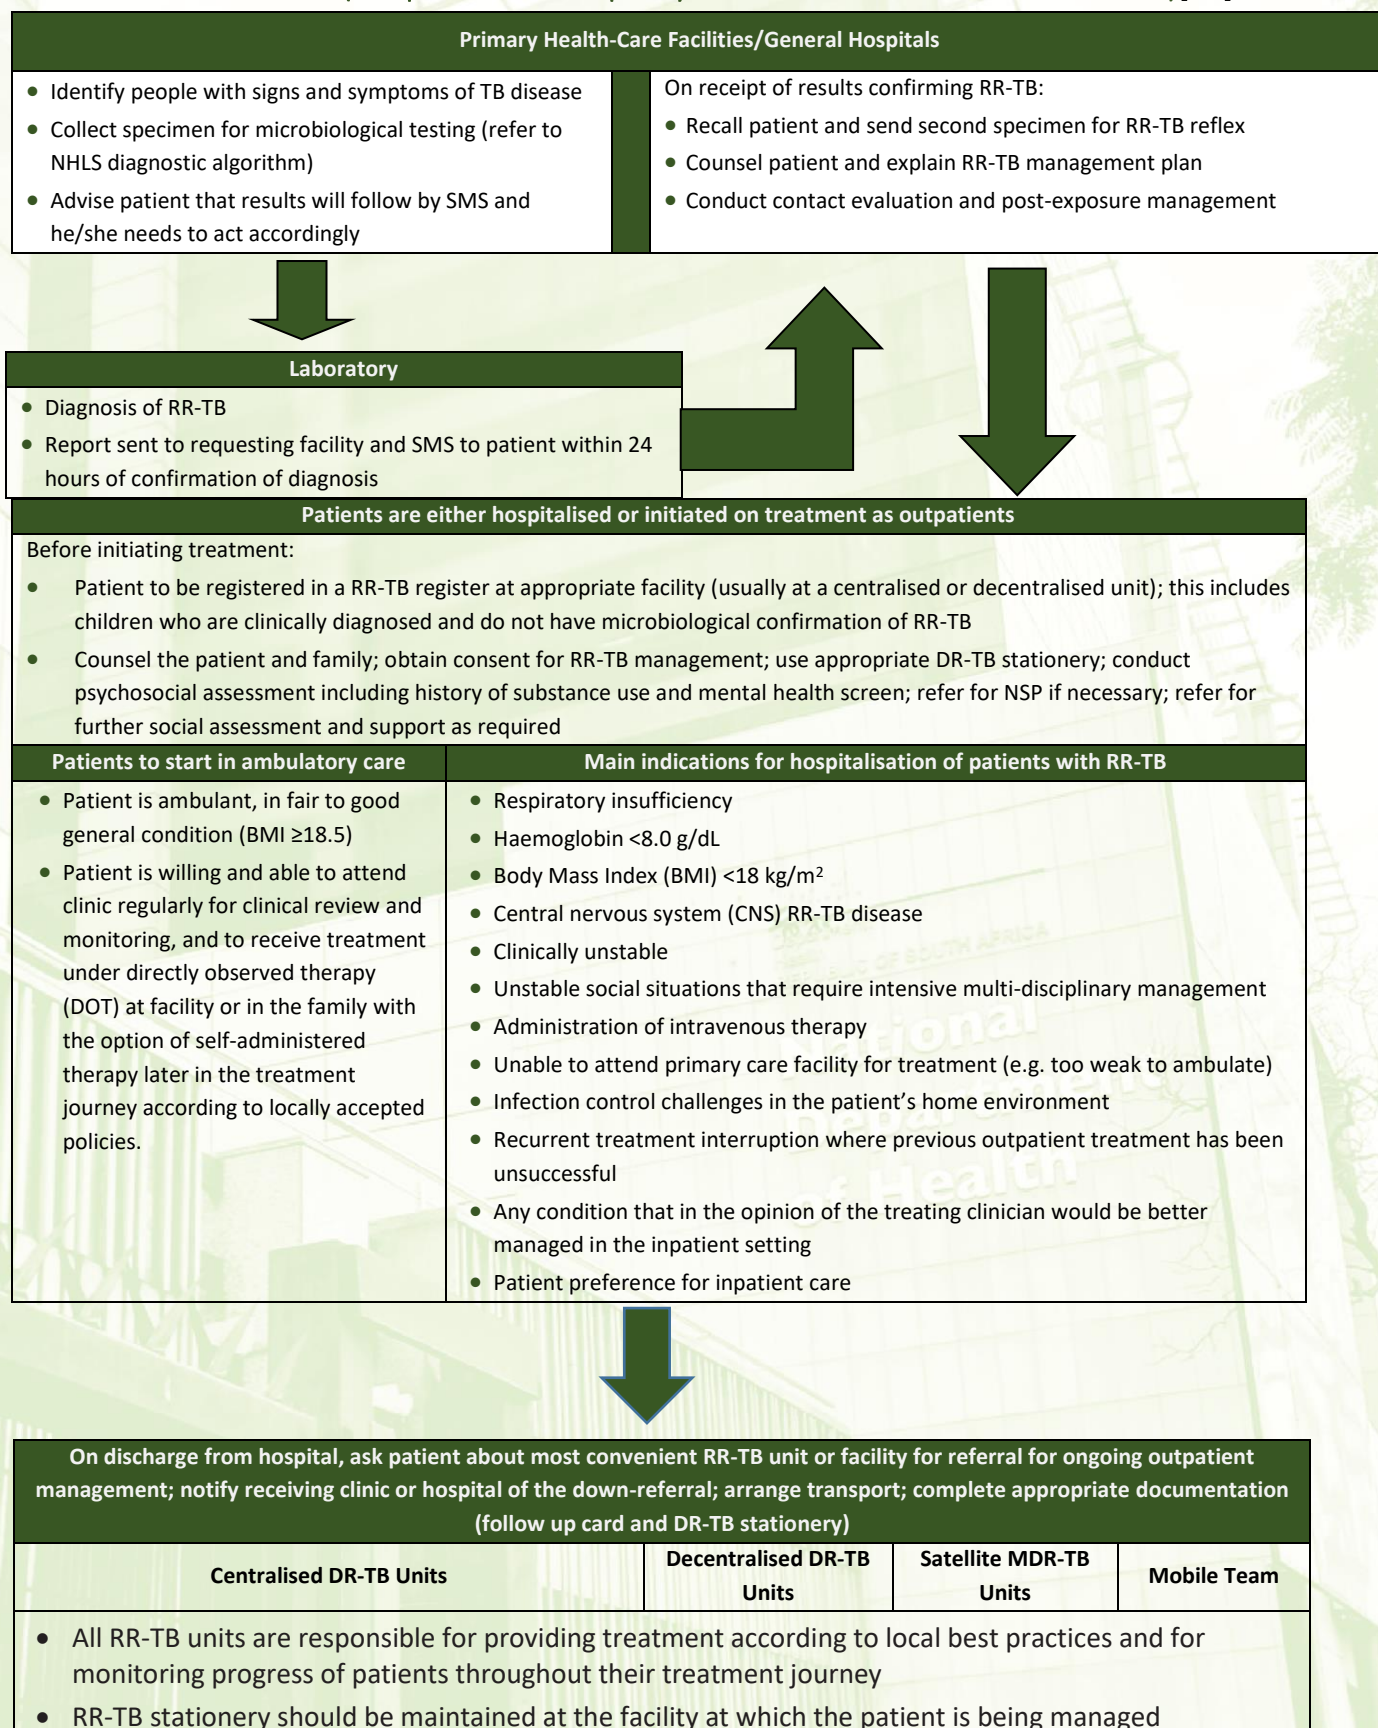 Primary Health-Care Facilities/General Hospitals
• Identify people with signs and symptoms of TB disease
• Collect specimen for microbiological testing (refer to
NHLS diagnostic algorithm)
• Advise patient that results will follow by SMS and
he/she needs to act accordingly
On receipt of results confirming RR-TB:
• Recall patient and send second specimen for RR-TB reflex
• Counsel patient and explain RR-TB management plan
• Conduct contact evaluation and post-exposure management
Laboratory
• Diagnosis of RR-TB
• Report sent to requesting facility and SMS to patient within 24
hours of confirmation of diagnosis
Patients are either hospitalised or initiated on treatment as outpatients
Before initiating treatment:
• Patient to be registered in a RR-TB register at appropriate facility (usually at a centralised or decentralised unit); this includes
children who are clinically diagnosed and do not have microbiological confirmation of RR-TB
• Counsel the patient and family; obtain consent for RR-TB management; use appropriate DR-TB stationery; conduct
psychosocial assessment including history of substance use and mental health screen; refer for NSP if necessary; refer for
further social assessment and support as required
Patients to start in ambulatory care
• Patient is ambulant, in fair to good
general condition (BMI ≥18.5)
• Patient is willing and able to attend
clinic regularly for clinical review and
monitoring, and to receive treatment
under directly observed therapy
(DOT) at facility or in the family with
the option of self-administered
therapy later in the treatment
journey according to locally accepted
policies.
Main indications for hospitalisation of patients with RR-TB
• Respiratory insufficiency
• Haemoglobin <8.0 g/dL
• Body Mass Index (BMI) <18 kg/m²
• Central nervous system (CNS) RR-TB disease
• Clinically unstable
• Unstable social situations that require intensive multi-disciplinary management
• Administration of intravenous therapy
• Unable to attend primary care facility for treatment (e.g. too weak to ambulate)
• Infection control challenges in the patient's home environment
• Recurrent treatment interruption where previous outpatient treatment has been
unsuccessful
• Any condition that in the opinion of the treating clinician would be better
managed in the inpatient setting
• Patient preference for inpatient care
OF SOUTH AFRICA
National
Department
of Health
On discharge from hospital, ask patient about most convenient RR-TB unit or facility for referral for ongoing outpatient
management; notify receiving clinic or hospital of the down-referral; arrange transport; complete appropriate documentation
(follow up card and DR-TB stationery)
Centralised DR-TB Units
Decentralised DR-TB
Units
Satellite MDR-TB
Units
Mobile Team
• All RR-TB units are responsible for providing treatment according to local best practices and for
monitoring progress of patients throughout their treatment journey
• RR-TB stationery should be maintained at the facility at which the patient is being managed